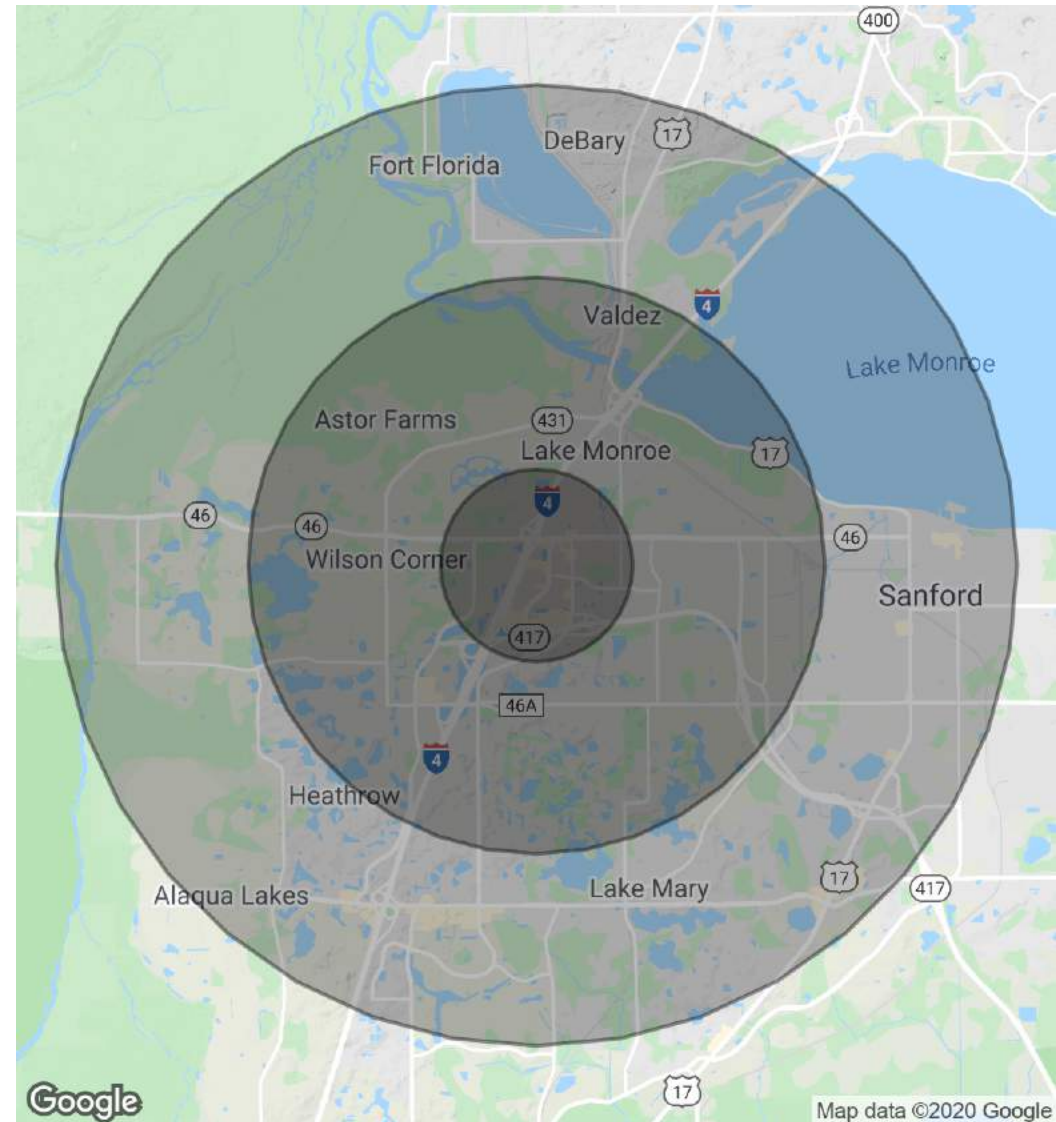 400
DeBary
17
Fort Florida
4
Valdez
Lake Monroe
Astor Farms
431
Lake Monroe
17
4
46
46
46
Wilson Corner
Sanford
417
46A
4
Heathrow
17
Lake Mary
417
Alaqua Lakes
17
Google
Map data ©2020 Google